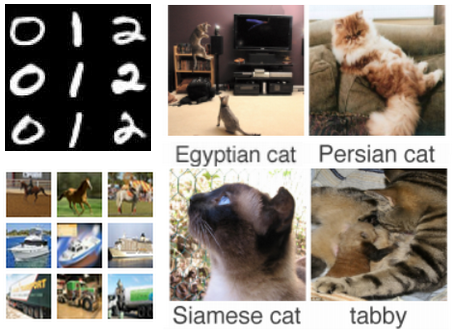 0 1 2
0 1 2
0 1 2
Egyptian cat
Persian cat
Siamese cat
tabby